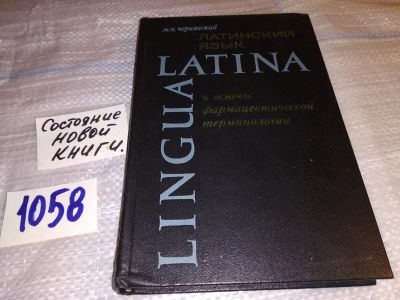 М.Н. Чернявский
ЛАТИНСКИЙ
ЯЗЫК
LINGUA
LATINA
и основы
фармацевтической
терминологии
Состояние
новой
книги.
1058